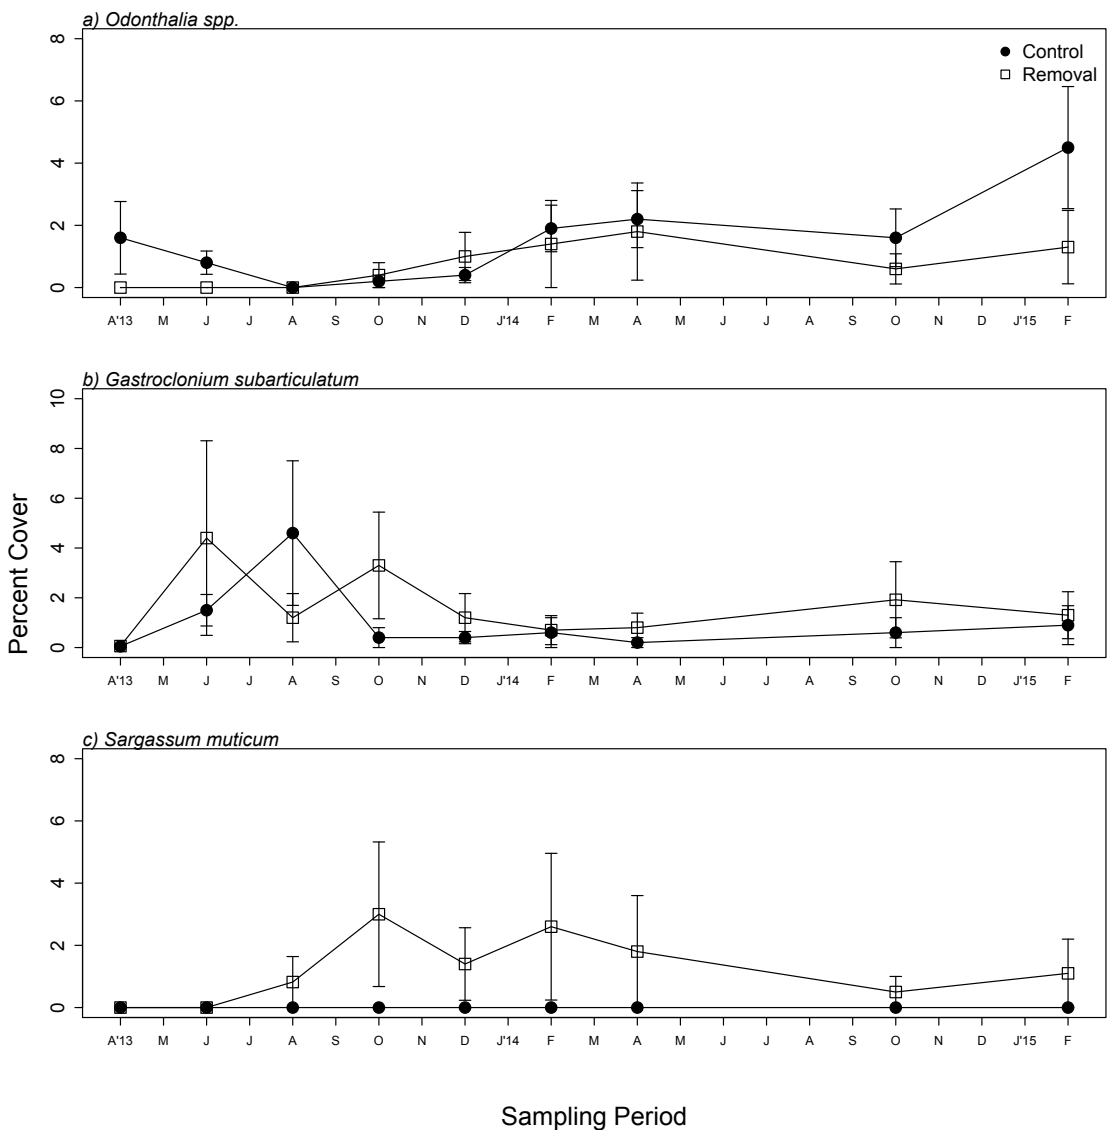 a) Odonthalia spp.
8
6
4
2
0
Control
Removal
A'13 M J J A S O N D J'14 F M A M J J A S O N D J'15 F
b) Gastroclonium subarticulatum
10
8
6
4
2
0
A'13 M J J A S O N D J'14 F M A M J J A S O N D J'15 F
Percent Cover
c) Sargassum muticum
8
6
4
2
0
A'13 M J J A S O N D J'14 F M A M J J A S O N D J'15 F
Sampling Period